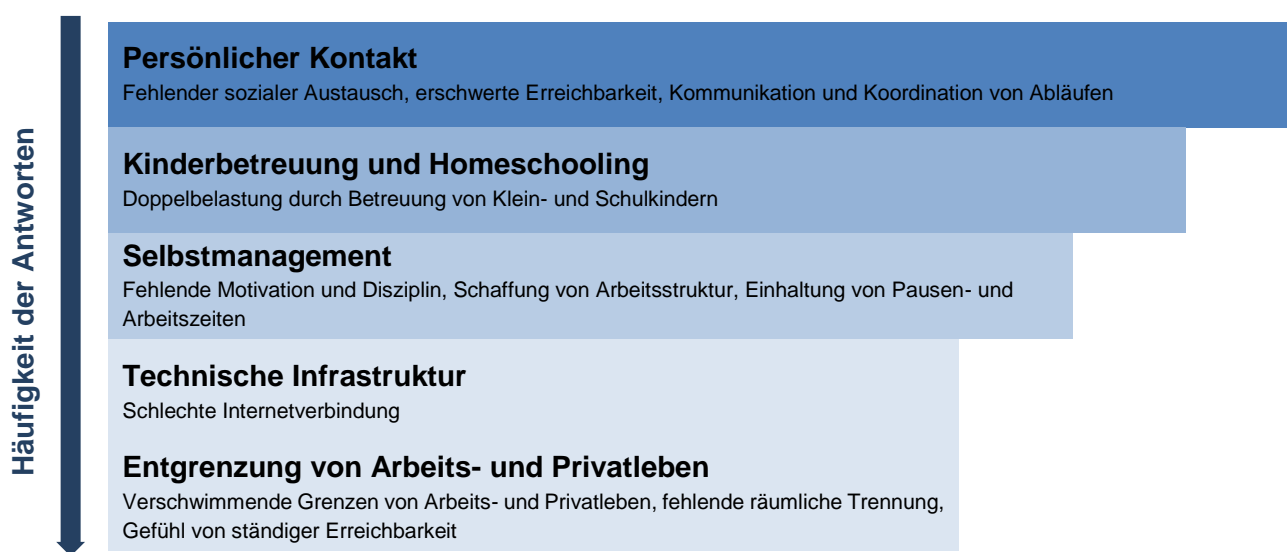 Häufigkeit der Antworten
Persönlicher Kontakt
Fehlender sozialer Austausch, erschwerte Erreichbarkeit, Kommunikation und Koordination von Abläufen
Kinderbetreuung und Homeschooling
Doppelbelastung durch Betreuung von Klein- und Schulkindern
Selbstmanagement
Fehlende Motivation und Disziplin, Schaffung von Arbeitsstruktur, Einhaltung von Pausen- und
Arbeitszeiten
Technische Infrastruktur
Schlechte Internetverbindung
Entgrenzung von Arbeits- und Privatleben
Verschwimmende Grenzen von Arbeits- und Privatleben, fehlende räumliche Trennung,
Gefühl von ständiger Erreichbarkeit